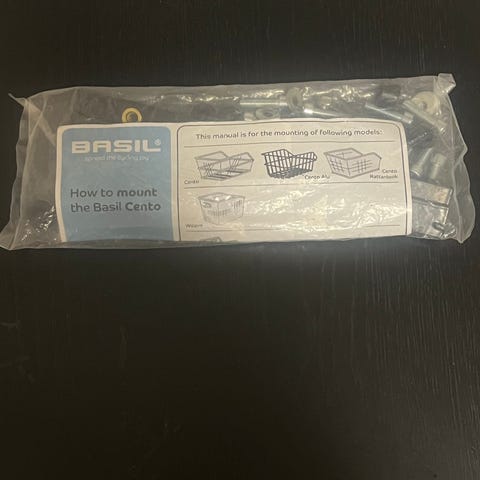 BASIL®
spread the cycling joy
How to mount
the Basil Cento
This manual is for the mounting of following models:
Cento
Cento Alu
Cento
Rattanlook